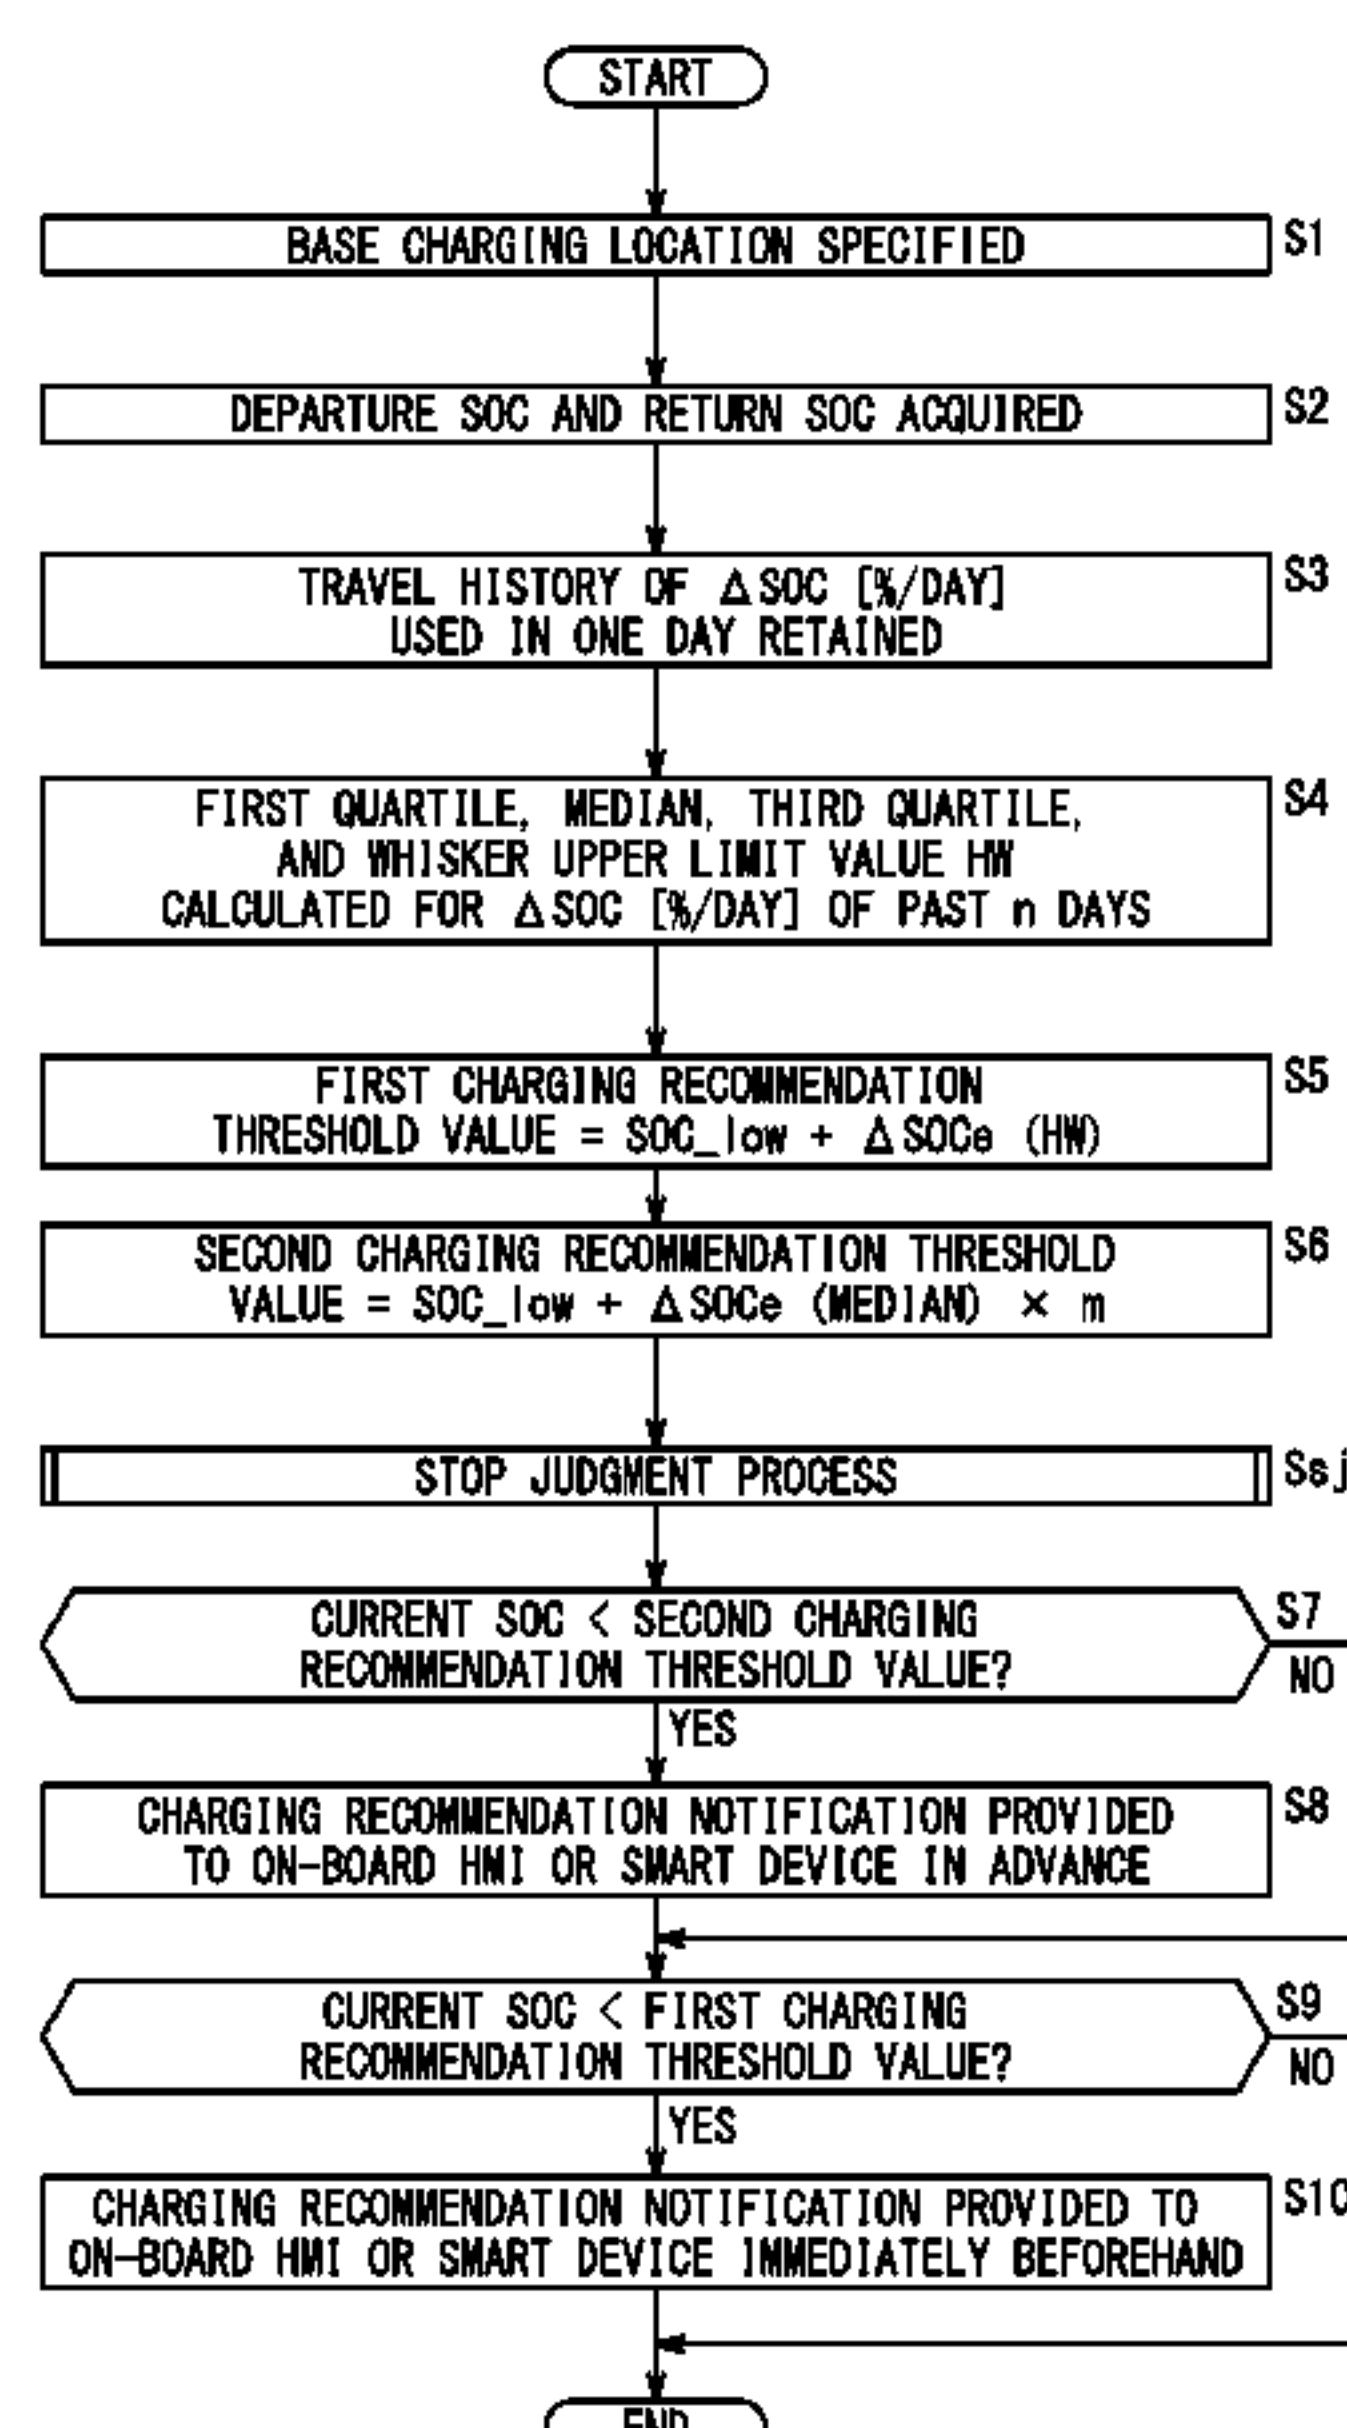 START
BASE CHARGING LOCATION SPECIFIED
S1
DEPARTURE SOC AND RETURN SOC ACQUIRED
S2
TRAVEL HISTORY OF ΔSOC [%/DAY]
USED IN ONE DAY RETAINED
S3
FIRST QUARTILE, MEDIAN, THIRD QUARTILE,
AND WHISKER UPPER LIMIT VALUE HW
CALCULATED FOR ΔSOC [%/DAY] OF PAST n DAYS
S4
FIRST CHARGING RECOMMENDATION
THRESHOLD VALUE = SOC_low + ΔSOCe (HW)
S5
SECOND CHARGING RECOMMENDATION THRESHOLD
VALUE = SOC_low + ΔSOCe (MEDIAN) × m
S6
STOP JUDGMENT PROCESS
Ssj
CURRENT SOC < SECOND CHARGING
RECOMMENDATION THRESHOLD VALUE?
S7
NO
YES
CHARGING RECOMMENDATION NOTIFICATION PROVIDED
TO ON-BOARD HMI OR SMART DEVICE IN ADVANCE
S8
CURRENT SOC < FIRST CHARGING
RECOMMENDATION THRESHOLD VALUE?
S9
NO
YES
CHARGING RECOMMENDATION NOTIFICATION PROVIDED TO
ON-BOARD HMI OR SMART DEVICE IMMEDIATELY BEFOREHAND
S10
END